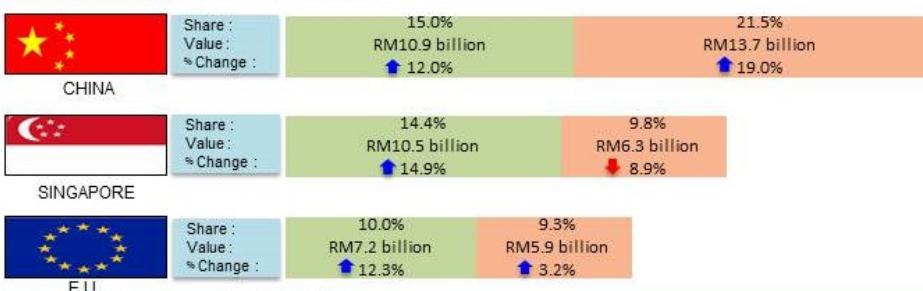 Share : 15.0% 21.5%
Value : RM10.9 billion RM13.7 billion
% Change : 12.0% 19.0%
CHINA
Share : 14.4% 9.8%
Value : RM10.5 billion RM6.3 billion
% Change : 14.9% 8.9%
SINGAPORE
Share : 10.0% 9.3%
Value : RM7.2 billion RM5.9 billion
% Change : 12.3% 3.2%
E.U